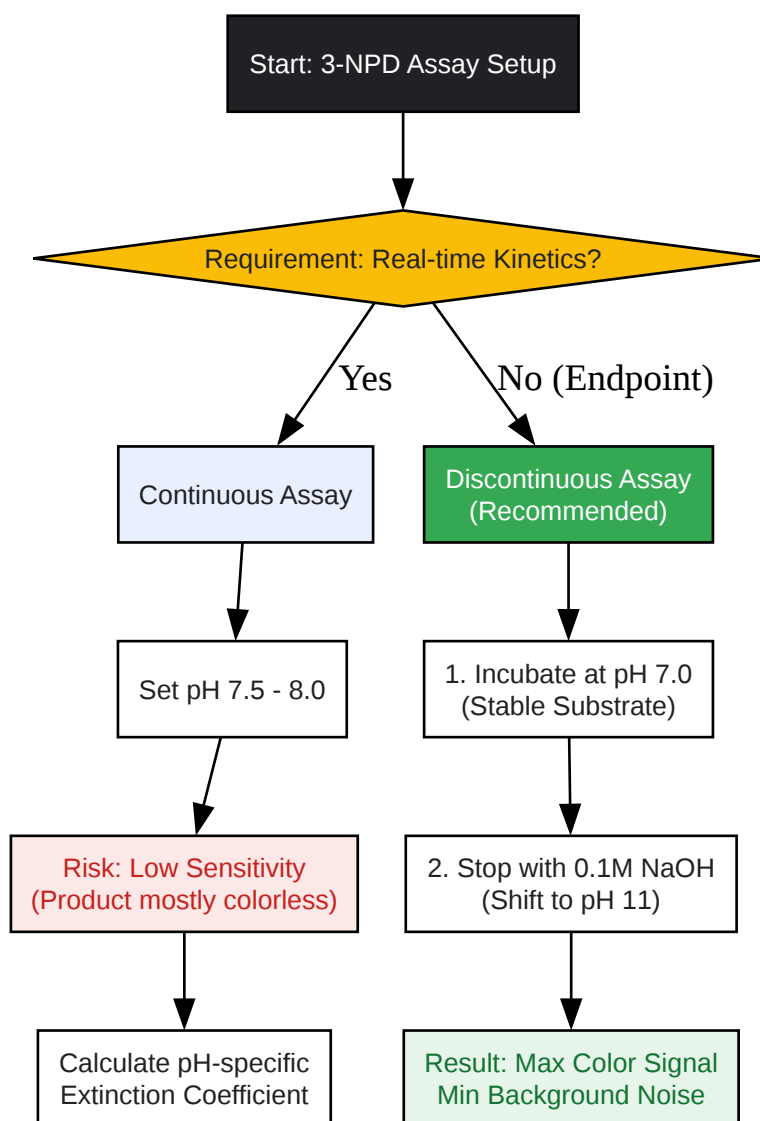 Start: 3-NPD Assay Setup
Requirement: Real-time Kinetics?
Yes
No (Endpoint)
Continuous Assay
Discontinuous Assay
(Recommended)
Set pH 7.5 - 8.0
1. Incubate at pH 7.0
(Stable Substrate)
Risk: Low Sensitivity
(Product mostly colorless)
2. Stop with 0.1M NaOH
(Shift to pH 11)
Calculate pH-specific
Extinction Coefficient
Result: Max Color Signal
Min Background Noise